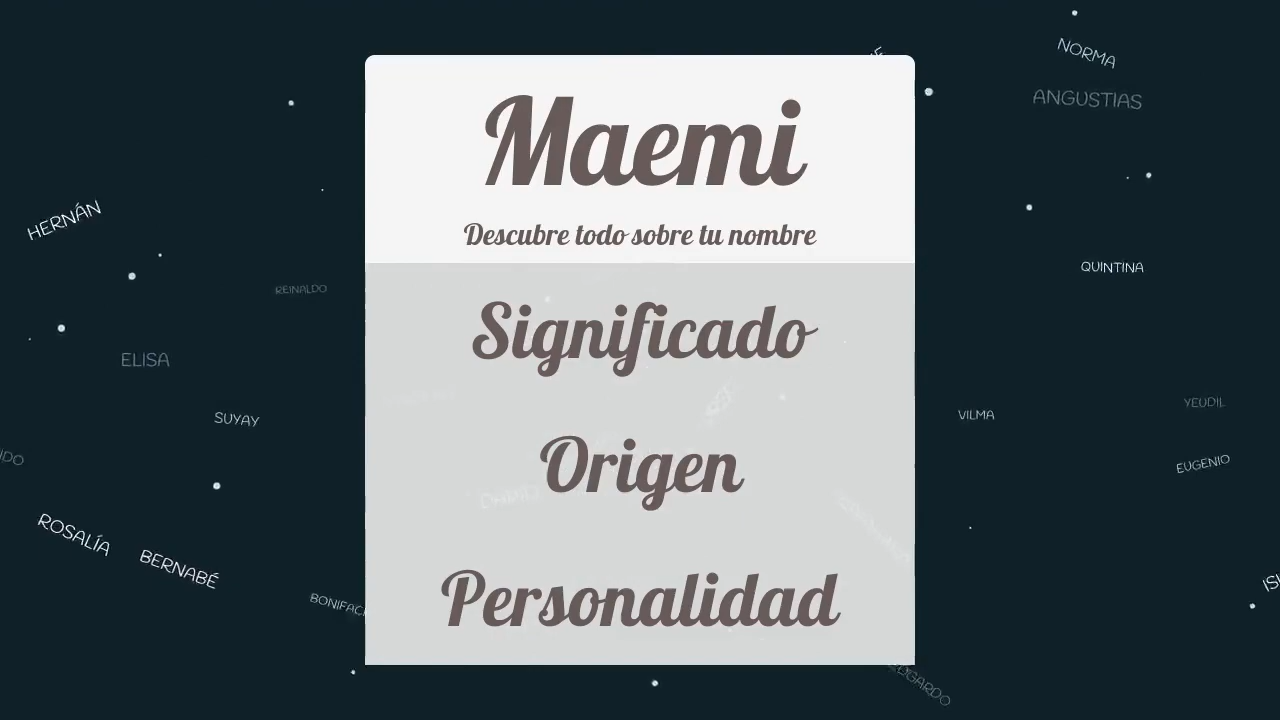 NORMA
ANGUSTIAS
Maemi
HERNÁN
Descubre todo sobre tu nombre
QUINTINA
REINALDO
Significado
ELISA
YEUDIL
SUYAY
VILMA
Origen
EUGENIO
DAVID
ROSALÍA
BERNABÉ
Personalidad